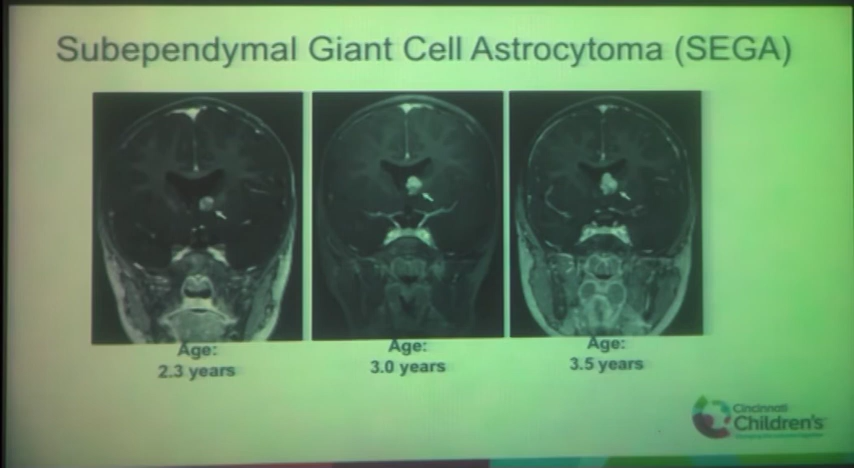 Subependymal Giant Cell Astrocytoma (SEGA)
Age:
2.3 years
Age:
3.0 years
Age:
3.5 years
Cincinnati
Children's